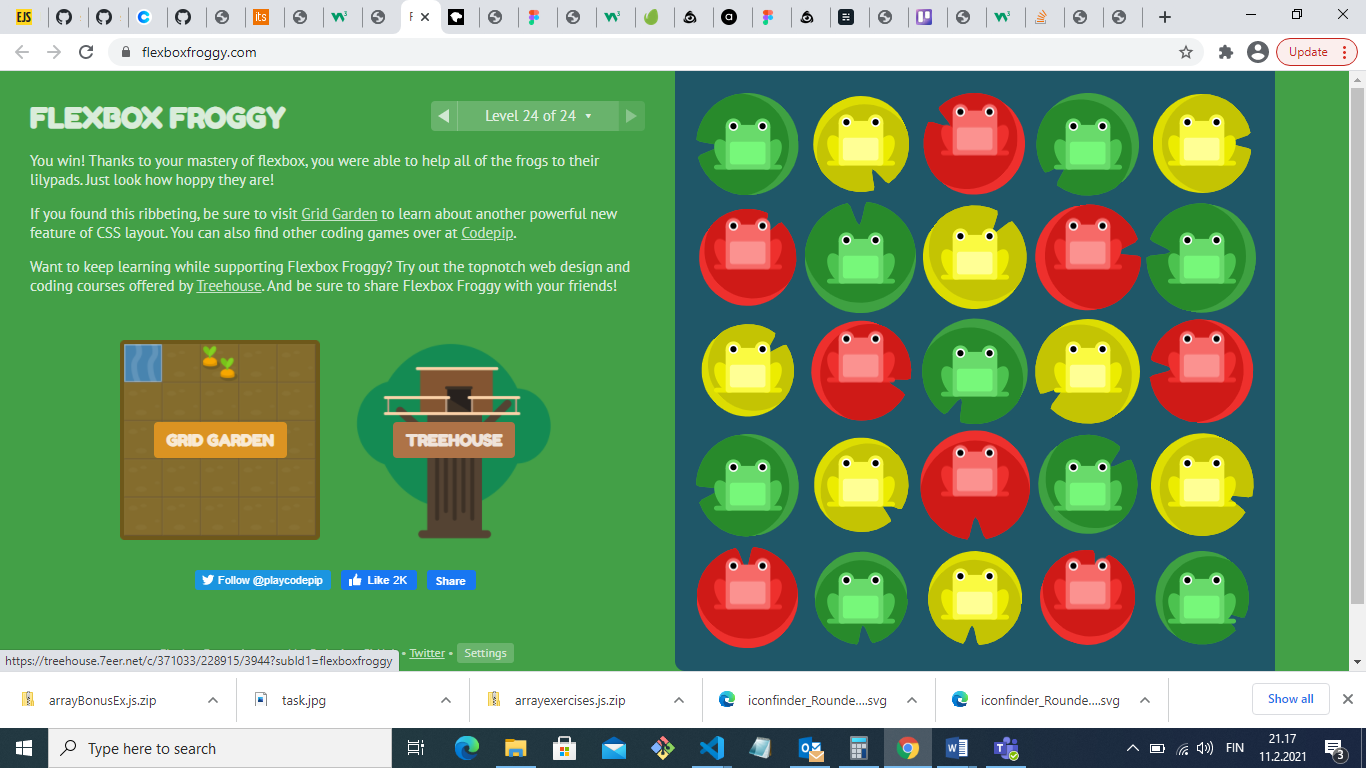 EJS
its
flexboxfroggy.com
Update
FLEXBOX FROGGY
Level 24 of 24
You win! Thanks to your mastery of flexbox, you were able to help all of the frogs to their
lilypads. Just look how hoppy they are!
If you found this ribbeting, be sure to visit Grid Garden to learn about another powerful new
feature of CSS layout. You can also find other coding games over at Codepip.
Want to keep learning while supporting Flexbox Froggy? Try out the topnotch web design and
coding courses offered by Treehouse. And be sure to share Flexbox Froggy with your friends!
GRID GARDEN
TREEHOUSE
Follow @playcodepip
Like 2K
Share
• Twitter •
Settings
https://treehouse.7eer.net/c/371033/228915/3944?subId1=flexboxfroggy
arrayBonusEx.js.zip
task.jpg
arrayexercises.js.zip
iconfinder_Rounde....svg
iconfinder_Rounde....svg
Show all
Type here to search
FIN
21.17
11.2.2021
3